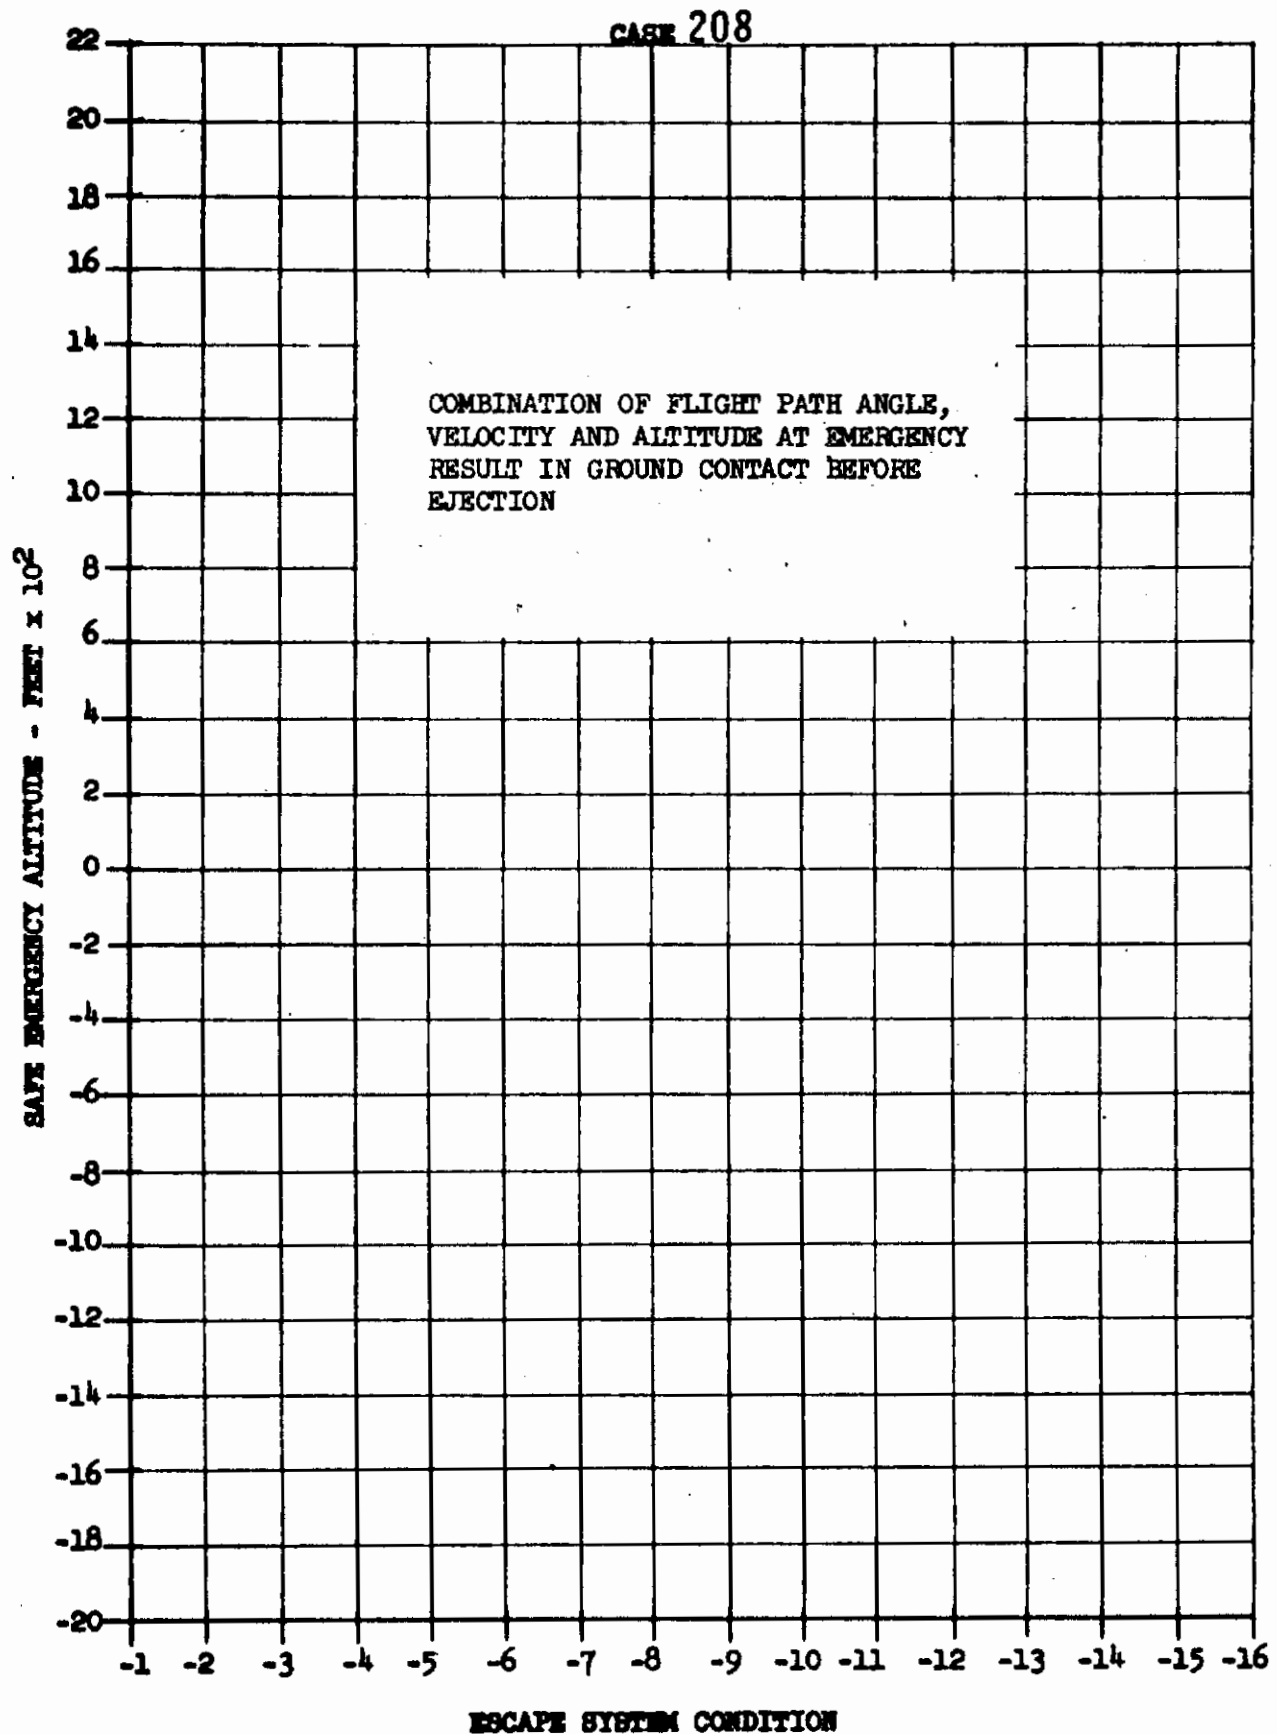 CASE 208
22
20
18
16
14
12
10
8
6
4
2
0
-2
-4
-6
-8
-10
-12
-14
-16
-18
-20
SAFE EMERGENCY ALTITUDE - FEET x 10²
COMBINATION OF FLIGHT PATH ANGLE,
VELOCITY AND ALTITUDE AT EMERGENCY
RESULT IN GROUND CONTACT BEFORE
EJECTION
-1 -2 -3 -4 -5 -6 -7 -8 -9 -10 -11 -12 -13 -14 -15 -16
ESCAPE SYSTEM CONDITION